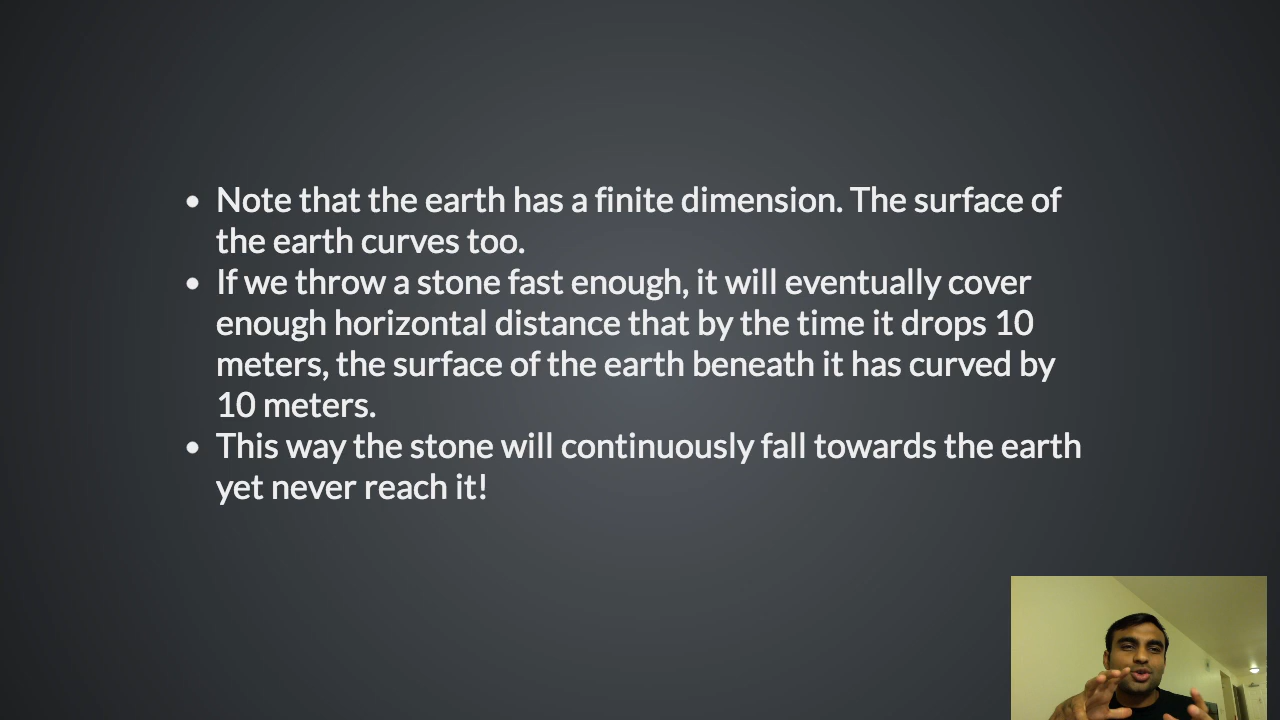 • Note that the earth has a finite dimension. The surface of
the earth curves too.
• If we throw a stone fast enough, it will eventually cover
enough horizontal distance that by the time it drops 10
meters, the surface of the earth beneath it has curved by
10 meters.
• This way the stone will continuously fall towards the earth
yet never reach it!